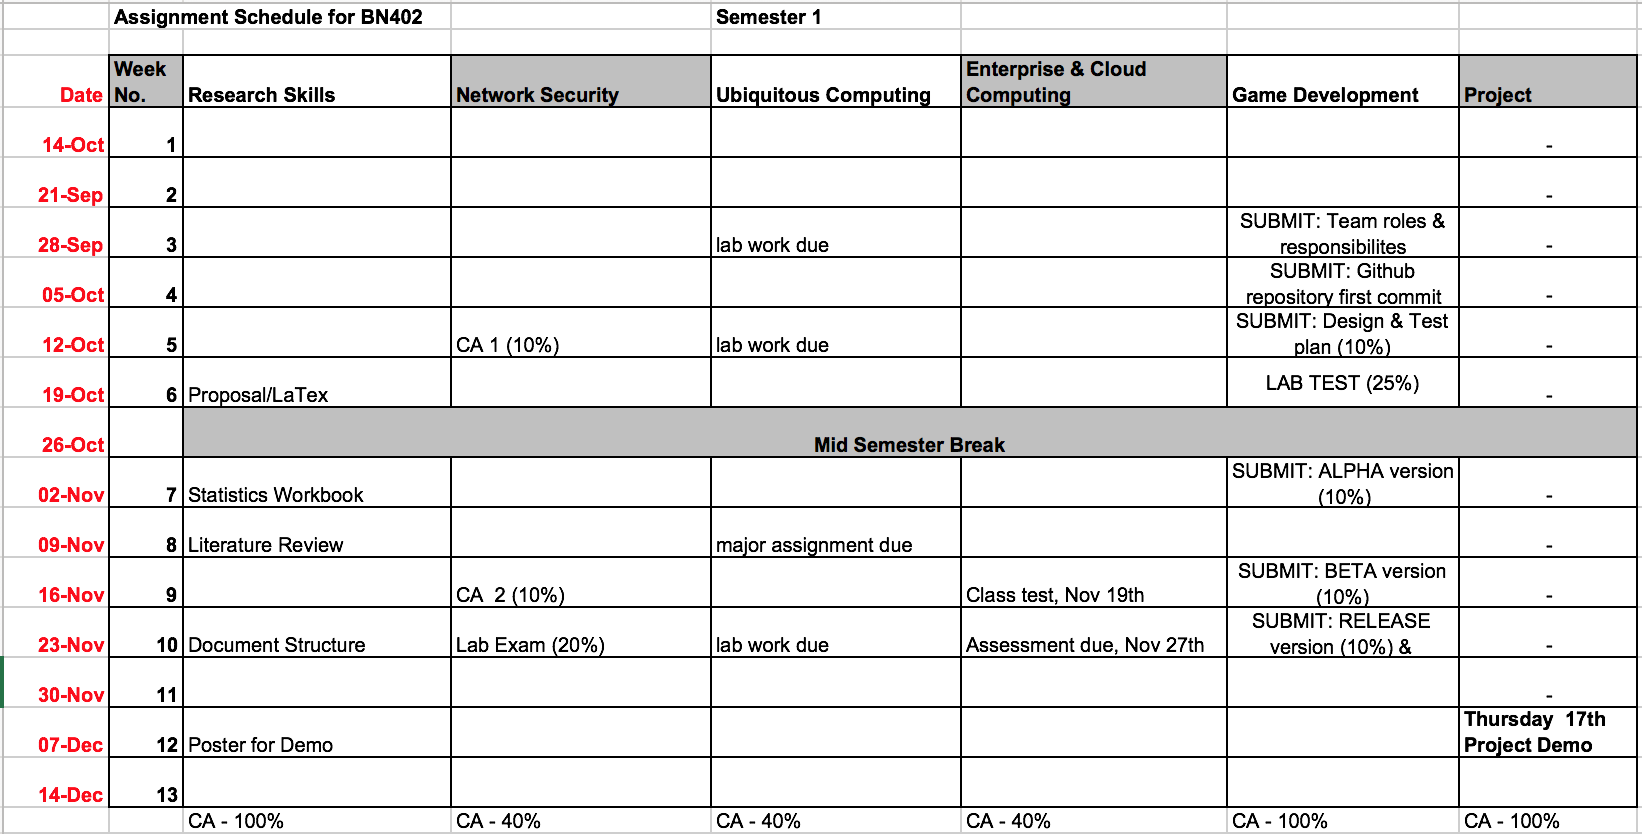 Assignment Schedule for BN402 Semester 1
Week Enterprise & Cloud
Date No. Research Skills Network Security Ubiquitous Computing Computing Game Development Project
14-Oct 1 -
21-Sep 2 -
SUBMIT: Team roles &
28-Sep 3 lab work due responsibilites -
SUBMIT: Github
05-Oct 4 repository first commit -
SUBMIT: Design & Test
12-Oct 5 CA 1 (10%) lab work due plan (10%) -
LAB TEST (25%)
19-Oct 6 Proposal/LaTex -
26-Oct Mid Semester Break
SUBMIT: ALPHA version
02-Nov 7 Statistics Workbook (10%) -
09-Nov 8 Literature Review major assignment due -
SUBMIT: BETA version
16-Nov 9 CA  2 (10%) Class test, Nov 19th (10%) -
SUBMIT: RELEASE
23-Nov 10 Document Structure Lab Exam (20%) lab work due Assessment due, Nov 27th version (10%) & -
30-Nov 11 -
Thursday  17th
07-Dec 12 Poster for Demo Project Demo
14-Dec 13
CA - 100% CA - 40% CA - 40% CA - 40% CA - 100% CA - 100%